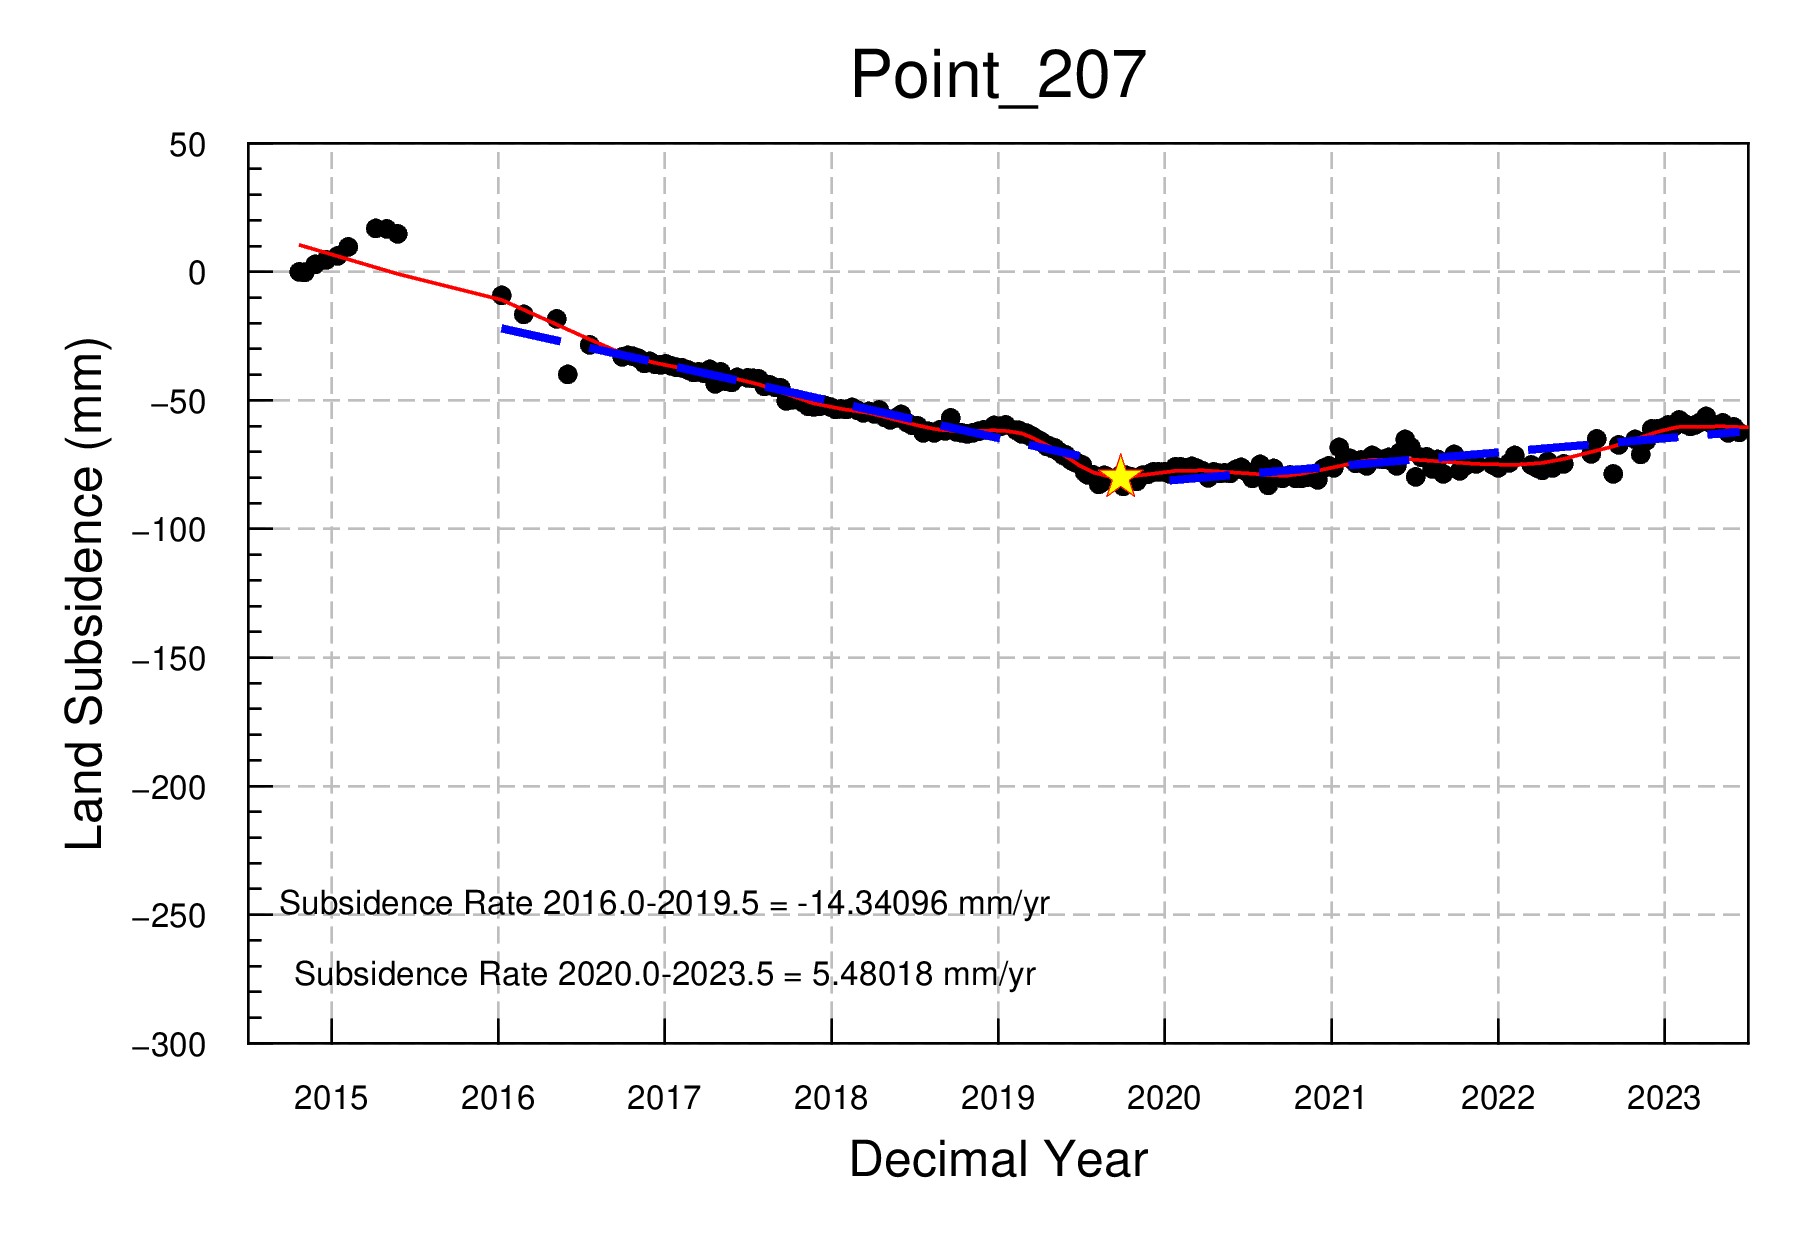 Point_207
50
0
−50
−100
−150
−200
−250
−300
Land Subsidence (mm)
Subsidence Rate 2016.0-2019.5 = -14.34096 mm/yr
Subsidence Rate 2020.0-2023.5 = 5.48018 mm/yr
2015 2016 2017 2018 2019 2020 2021 2022 2023
Decimal Year